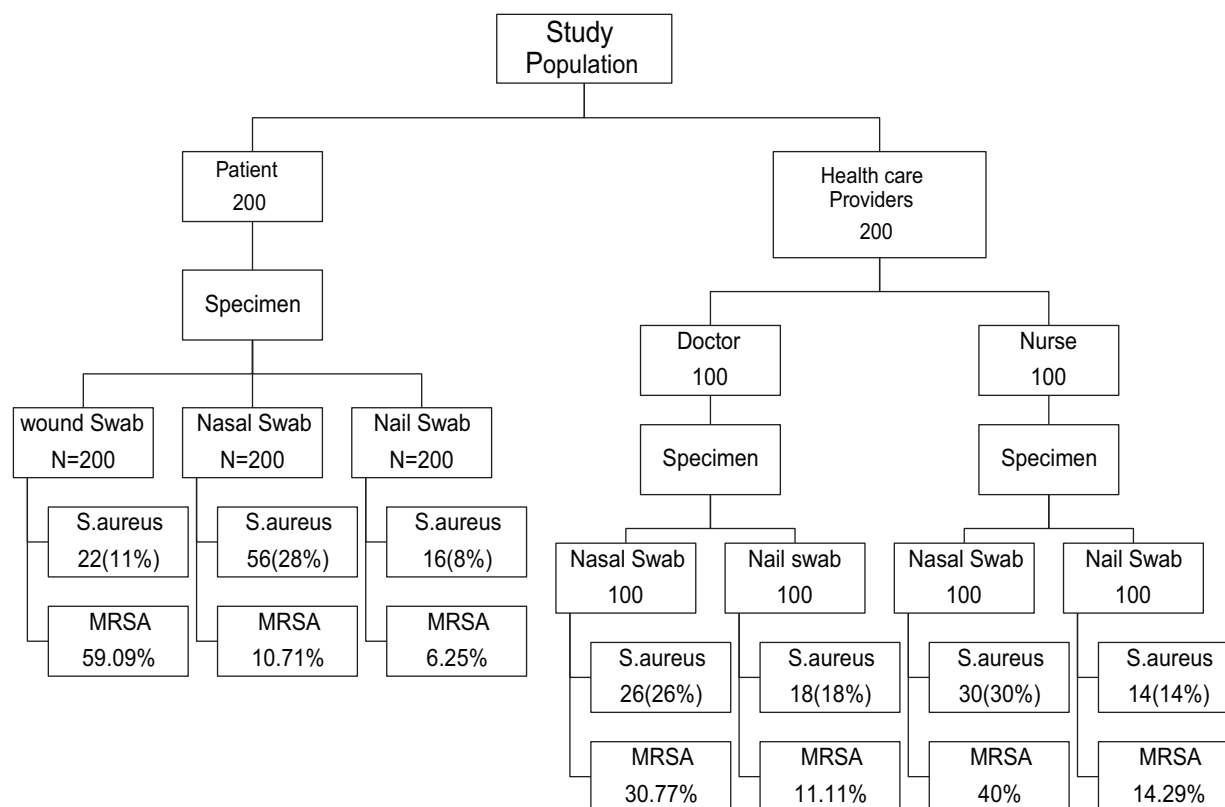 Study
Population
Patient
200
Health care
Providers
200
Specimen
Doctor
100
Nurse
100
wound Swab
N=200
Nasal Swab
N=200
Nail Swab
N=200
Specimen
Specimen
S.aureus
22(11%)
S.aureus
56(28%)
S.aureus
16(8%)
Nasal Swab
100
Nail swab
100
Nasal Swab
100
Nail Swab
100
MRSA
59.09%
MRSA
10.71%
MRSA
6.25%
S.aureus
26(26%)
S.aureus
18(18%)
S.aureus
30(30%)
S.aureus
14(14%)
MRSA
30.77%
MRSA
11.11%
MRSA
40%
MRSA
14.29%